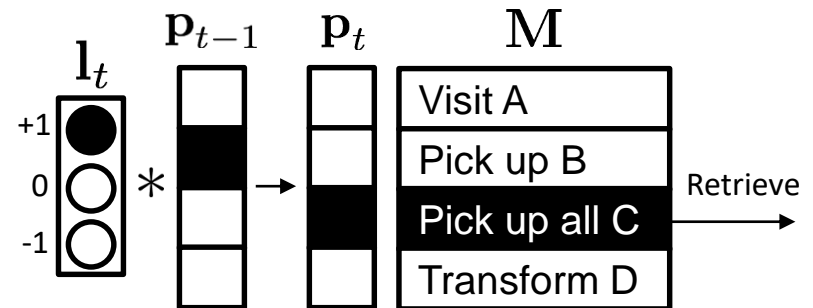 l_t
p_{t−1}
p_t
M
+1
0
-1
*
Visit A
Pick up B
Pick up all C
Transform D
Retrieve